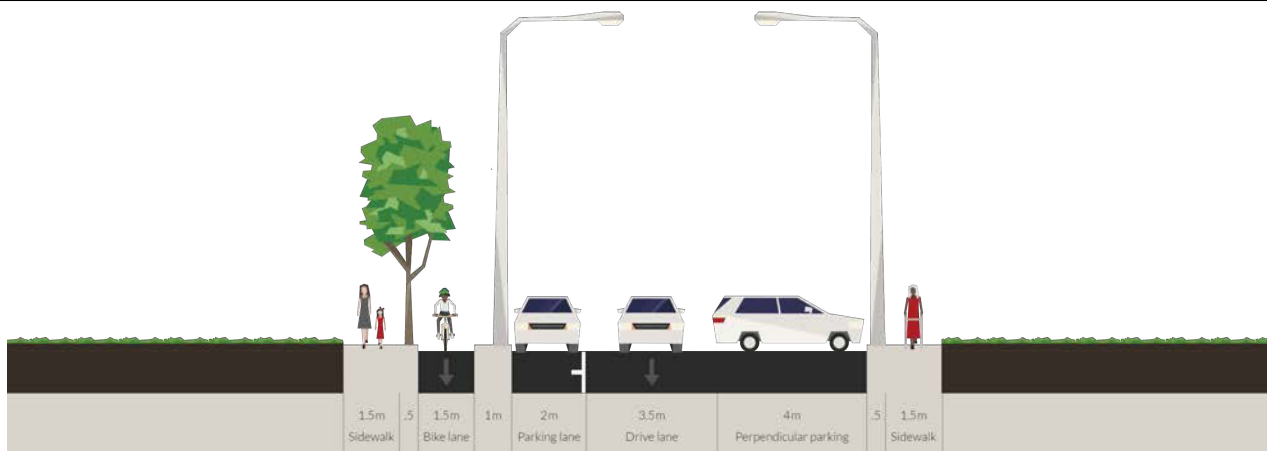 1.5m .5 1.5m 1m 2m 3.5m 4m .5 1.5m
Sidewalk Bike lane Parking lane Drive lane Perpendicular parking Sidewalk